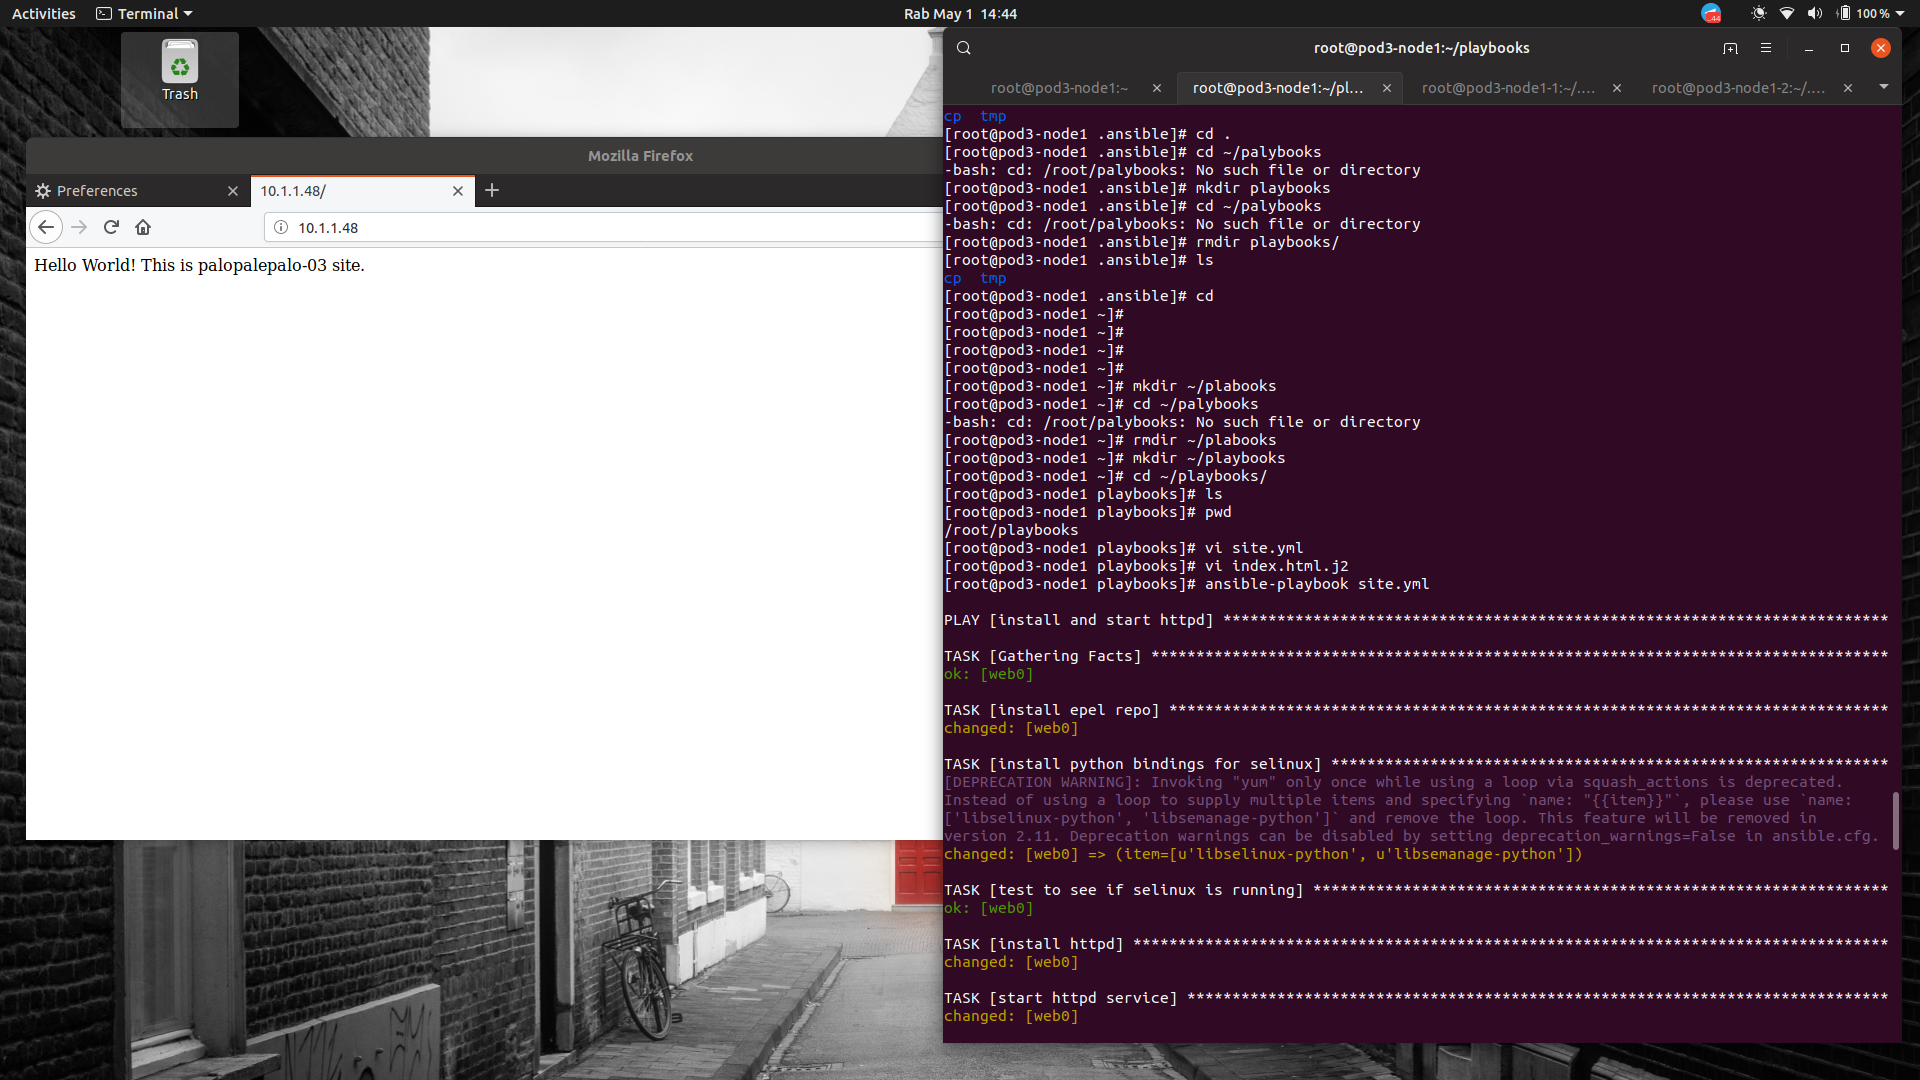 Activities Terminal Rab May 1 14:44 44 100 %
Trash
Mozilla Firefox
Preferences 10.1.1.48/
10.1.1.48
Hello World! This is palopalepalo-03 site.
root@pod3-node1:~/playbooks
root@pod3-node1:~ root@pod3-node1:~/pl... root@pod3-node1-1:~/.... root@pod3-node1-2:~/....
cp  tmp
[root@pod3-node1 .ansible]# cd .
[root@pod3-node1 .ansible]# cd ~/palybooks
-bash: cd: /root/palybooks: No such file or directory
[root@pod3-node1 .ansible]# mkdir playbooks
[root@pod3-node1 .ansible]# cd ~/palybooks
-bash: cd: /root/palybooks: No such file or directory
[root@pod3-node1 .ansible]# rmdir playbooks/
[root@pod3-node1 .ansible]# ls
cp  tmp
[root@pod3-node1 .ansible]# cd
[root@pod3-node1 ~]#
[root@pod3-node1 ~]#
[root@pod3-node1 ~]#
[root@pod3-node1 ~]#
[root@pod3-node1 ~]# mkdir ~/plabooks
[root@pod3-node1 ~]# cd ~/palybooks
-bash: cd: /root/palybooks: No such file or directory
[root@pod3-node1 ~]# rmdir ~/plabooks
[root@pod3-node1 ~]# mkdir ~/playbooks
[root@pod3-node1 ~]# cd ~/playbooks/
[root@pod3-node1 playbooks]# ls
[root@pod3-node1 playbooks]# pwd
/root/playbooks
[root@pod3-node1 playbooks]# vi site.yml
[root@pod3-node1 playbooks]# vi index.html.j2
[root@pod3-node1 playbooks]# ansible-playbook site.yml
PLAY [install and start httpd] **************************************************************************
TASK [Gathering Facts] **********************************************************************************
ok: [web0]
TASK [install epel repo] ********************************************************************************
changed: [web0]
TASK [install python bindings for selinux] **************************************************************
[DEPRECATION WARNING]: Invoking "yum" only once while using a loop via squash_actions is deprecated.
Instead of using a loop to supply multiple items and specifying `name: "{{item}}"`, please use `name:
['libselinux-python', 'libsemanage-python']` and remove the loop. This feature will be removed in
version 2.11. Deprecation warnings can be disabled by setting deprecation_warnings=False in ansible.cfg.
changed: [web0] => (item=[u'libselinux-python', u'libsemanage-python'])
TASK [test to see if selinux is running] ****************************************************************
ok: [web0]
TASK [install httpd] ************************************************************************************
changed: [web0]
TASK [start httpd service] ******************************************************************************
changed: [web0]